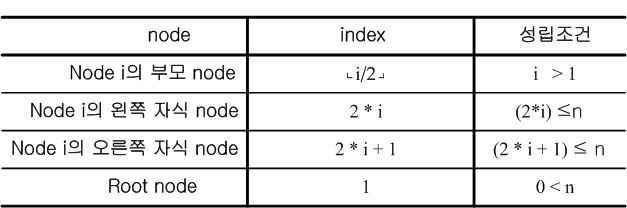 node index 성립조건
Node i의 부모 node ⌞i/2⌟ i > 1
Node i의 왼쪽 자식 node 2 * i (2*i) ≤n
Node i의 오른쪽 자식 node 2 * i + 1 (2 * i + 1) ≤ n
Root node 1 0 < n